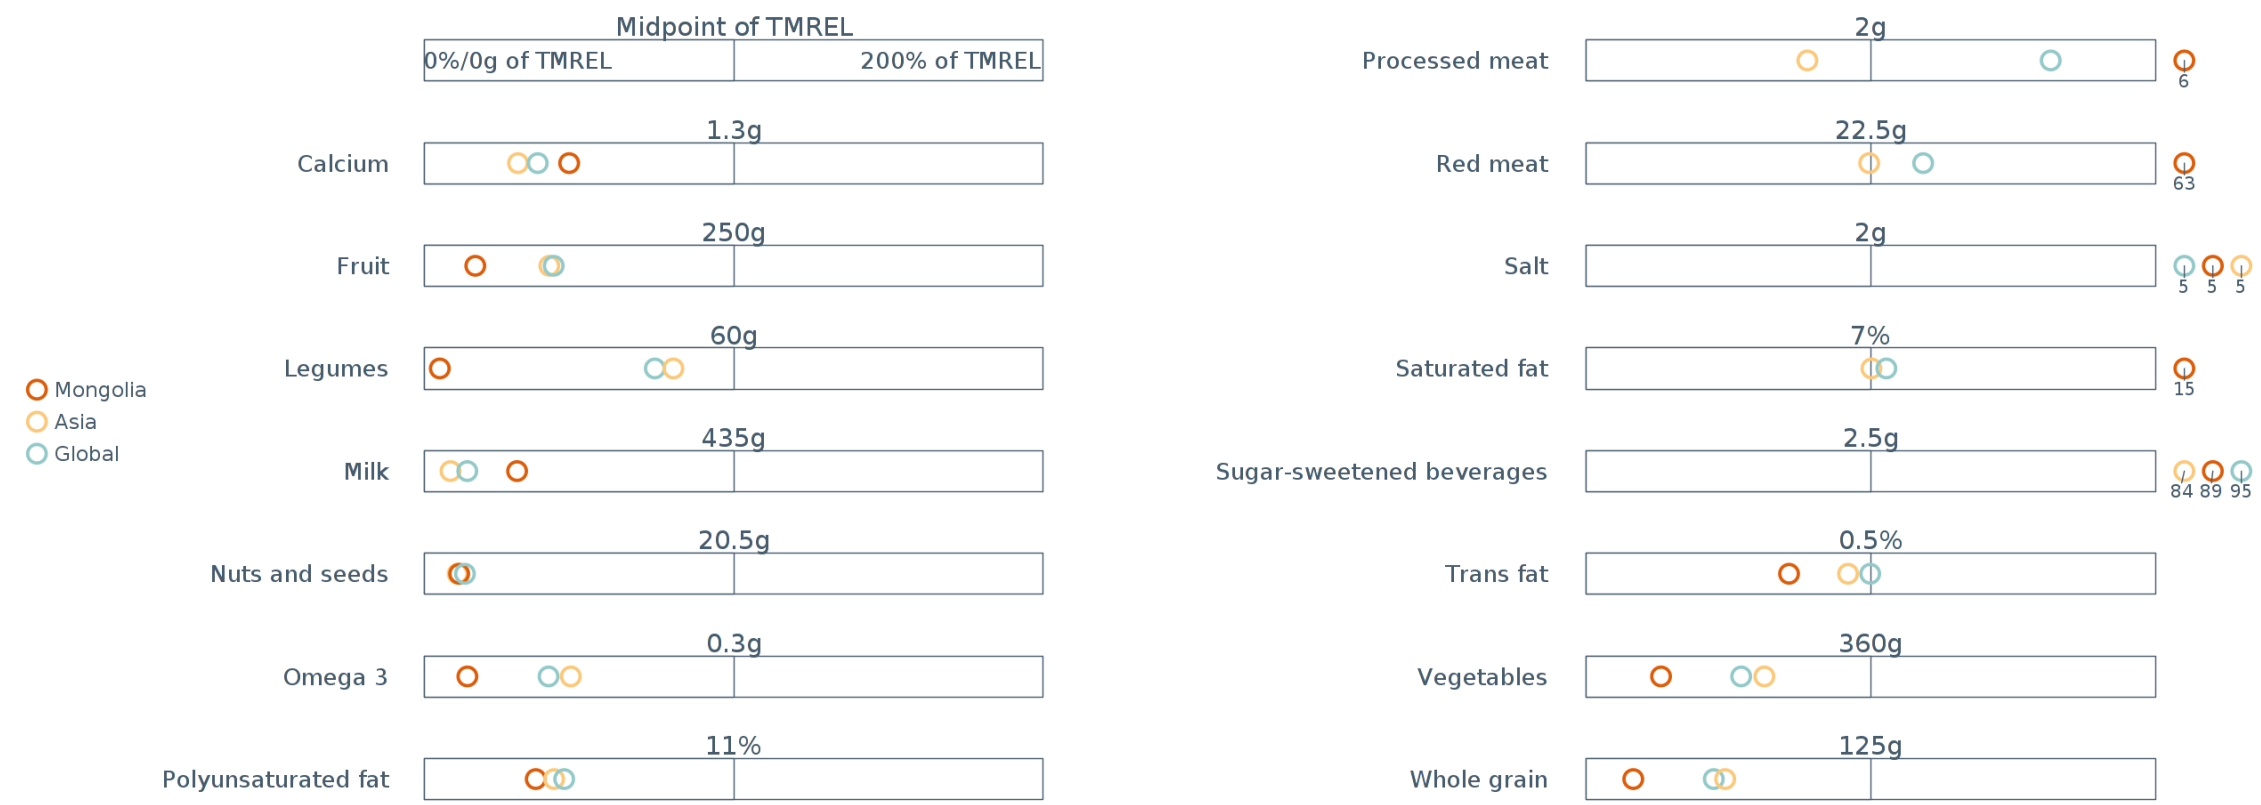 Midpoint of TMREL
0%/0g of TMREL 200% of TMREL
1.3g
Calcium
250g
Fruit
60g
Legumes
Mongolia
Asia
Global
435g
Milk
20.5g
Nuts and seeds
0.3g
Omega 3
11%
Polyunsaturated fat
2g
Processed meat
6
22.5g
Red meat
63
2g
Salt
5 5 5
7%
Saturated fat
15
2.5g
Sugar-sweetened beverages
84 89 95
0.5%
Trans fat
360g
Vegetables
125g
Whole grain